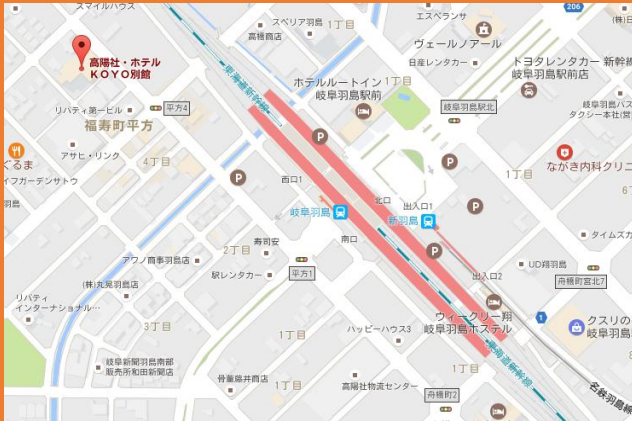 スマイルハウス
スペリア羽島
高橋商店
1丁目
エスペランサ
206
高陽社・ホテル
KOYO別館
ヴェールノアール
日産レンタカー
トヨタレンタカー 新幹線
岐阜羽島駅前店
ホテルルートイン
岐阜羽島駅前
リバティ第一ビル
平方4
岐阜羽島駅北
岐阜羽島バス
タクシー本社(営
福寿町平方
P
アサヒ・リンク
4丁目
1丁目
ながき内科クリニ
ぐるま
イフガーデンサトウ
羽島
P
西口1
北口
出入口1
P
6丁
岐阜羽島
新羽島
タイムズカ
2丁目
寿司安
南口
P
アワノ商事羽島店
駅レンタカー
平方1
出入口2
UD翔羽島
1丁目
舟橋町宮北7
(株)丸晃羽島店
リバティ
インターナショナル…
3丁目
1丁目
ハッピーハウス3
ウィークリー翔
岐阜羽島ホステル
1
クスリの
岐阜羽島
岐阜新聞羽島南部
販売所和田新聞店
骨董藤井商店
1丁目
高陽社物流センター
舟橋町2
東海道新幹線
名鉄羽島線
1丁目